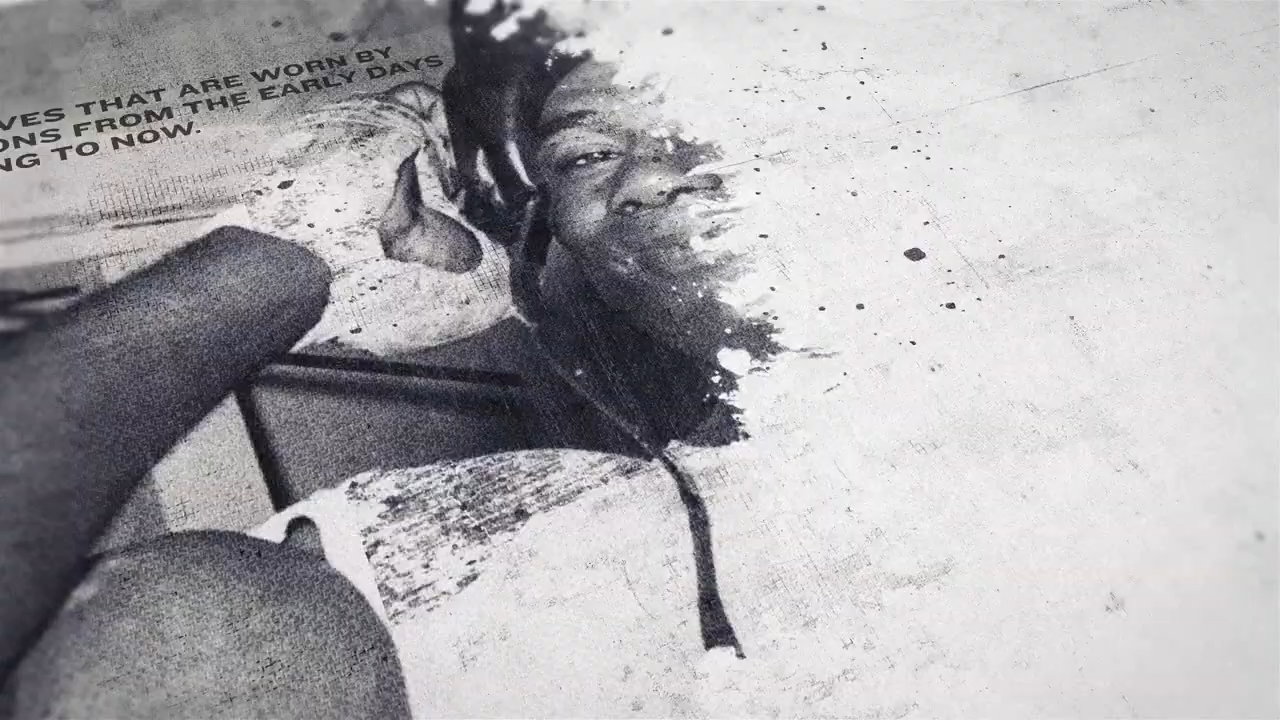 VES THAT ARE WORN BY
ONS FROM THE EARLY DAYS
NG TO NOW.